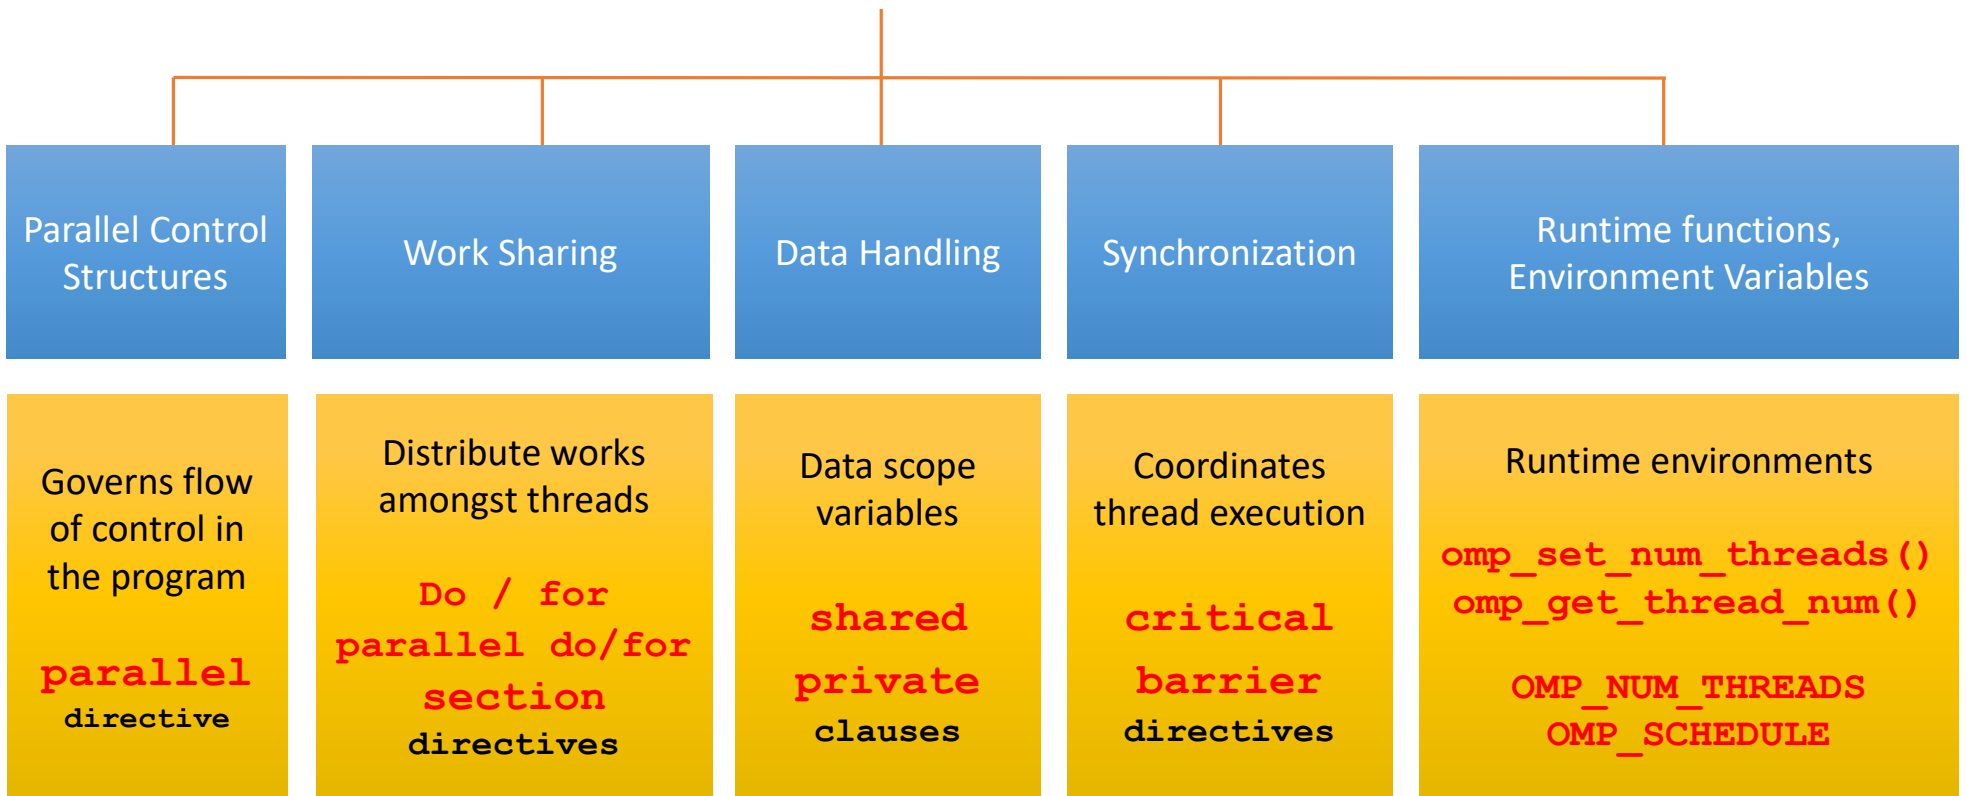 Parallel Control
Structures
Work Sharing
Data Handling
Synchronization
Runtime functions,
Environment Variables
Governs flow
of control in
the program
parallel
directive
Distribute works
amongst threads
Do / for
parallel do/for
section
directives
Data scope
variables
shared
private
clauses
Coordinates
thread execution
critical
barrier
directives
Runtime environments
omp_set_num_threads()
omp_get_thread_num()
OMP_NUM_THREADS
OMP_SCHEDULE